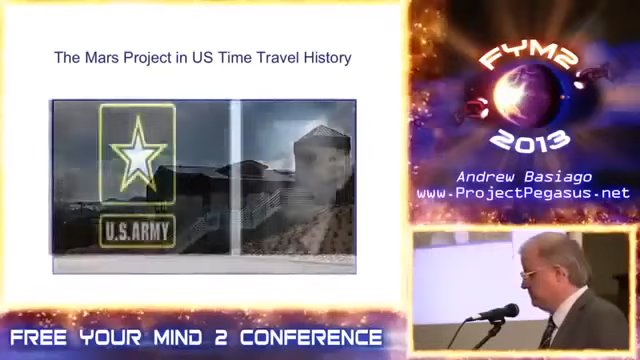 The Mars Project in US Time Travel History
U.S.ARMY
FYM2
2013
Andrew Basiago
www.ProjectPegasus.net
FREE YOUR MIND 2 CONFERENCE